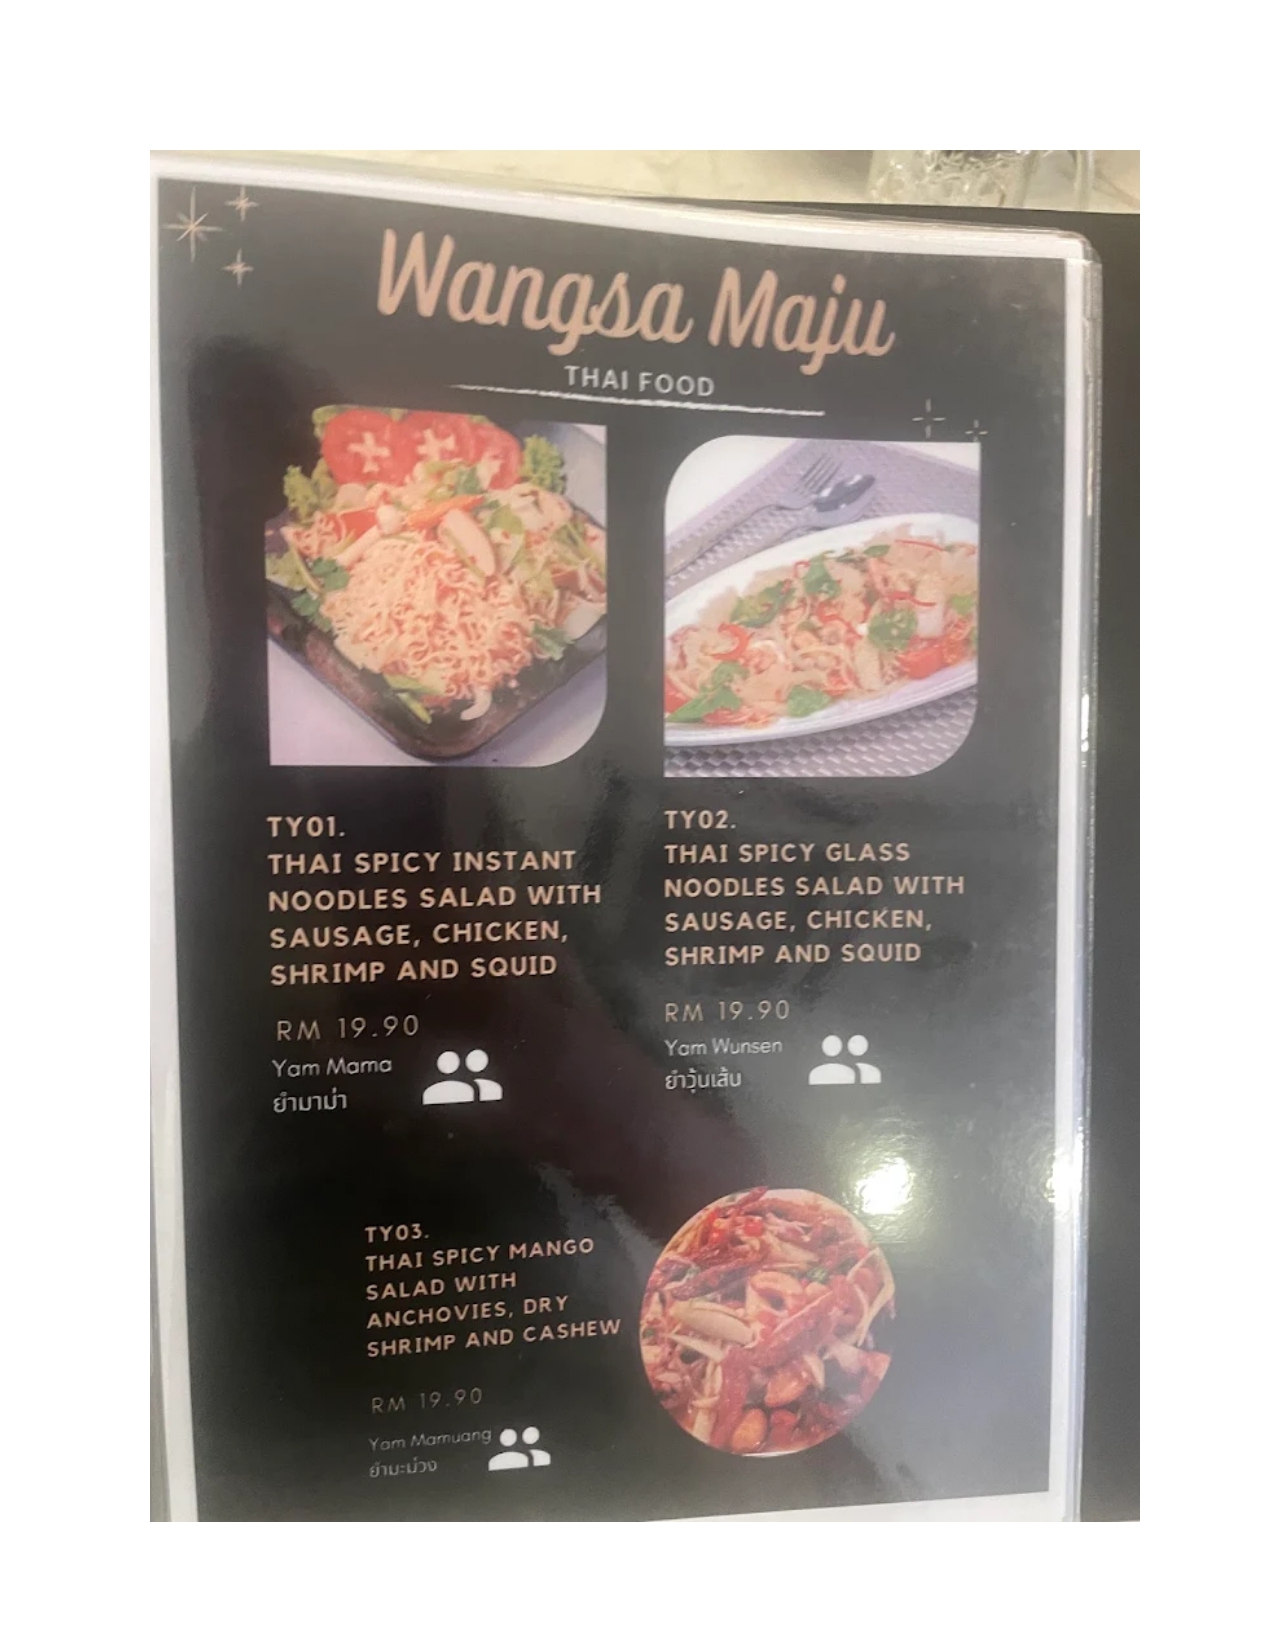 Wangsa Maju
THAI FOOD
TY01.
THAI SPICY INSTANT
NOODLES SALAD WITH
SAUSAGE, CHICKEN,
SHRIMP AND SQUID
RM 19.90
Yam Mama
ยำมาม่า
TY02.
THAI SPICY GLASS
NOODLES SALAD WITH
SAUSAGE, CHICKEN,
SHRIMP AND SQUID
RM 19.90
Yam Wunsen
ยำวุ้นเส้น
TY03.
THAI SPICY MANGO
SALAD WITH
ANCHOVIES, DRY
SHRIMP AND CASHEW
RM 19.90
Yam Mamuang
ยำมะม่วง